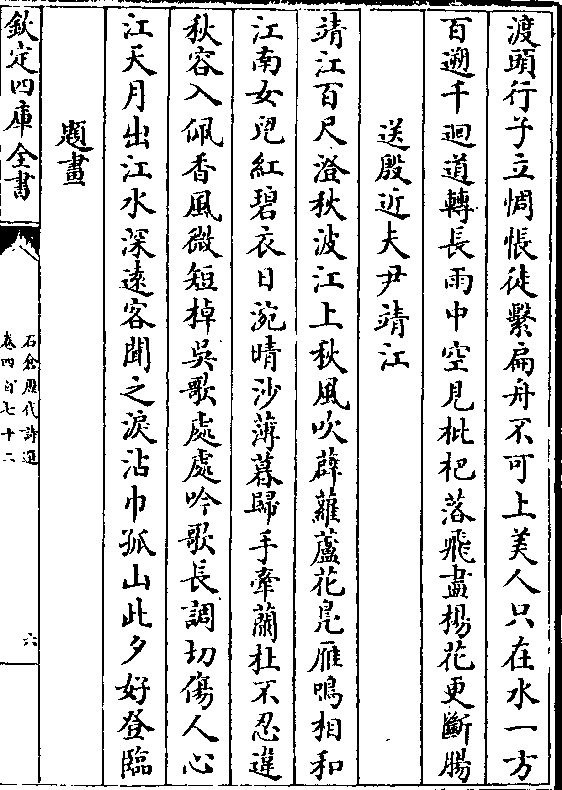 渡頭行子立惆悵徒繫扁舟不可上美人只在水一方
百遡千迴道轉長雨中空見枇杷落飛盡楊花更斷腸
送殷近夫尹靖江
靖江百尺澄秋波江上秋風吹薜蘿蘆花鳧雁鳴相和
江南女兒紅碧衣日涴晴沙薄暮歸手牽蘭杜不忍違
秋容入佩香風微短棹吳歌處處吟歌長調切傷人心
江天月出江水深遠客聞之淚沾巾孤山此夕好登臨
題畫
欽定四庫全書
石倉歷代詩選
卷四百七十二
六